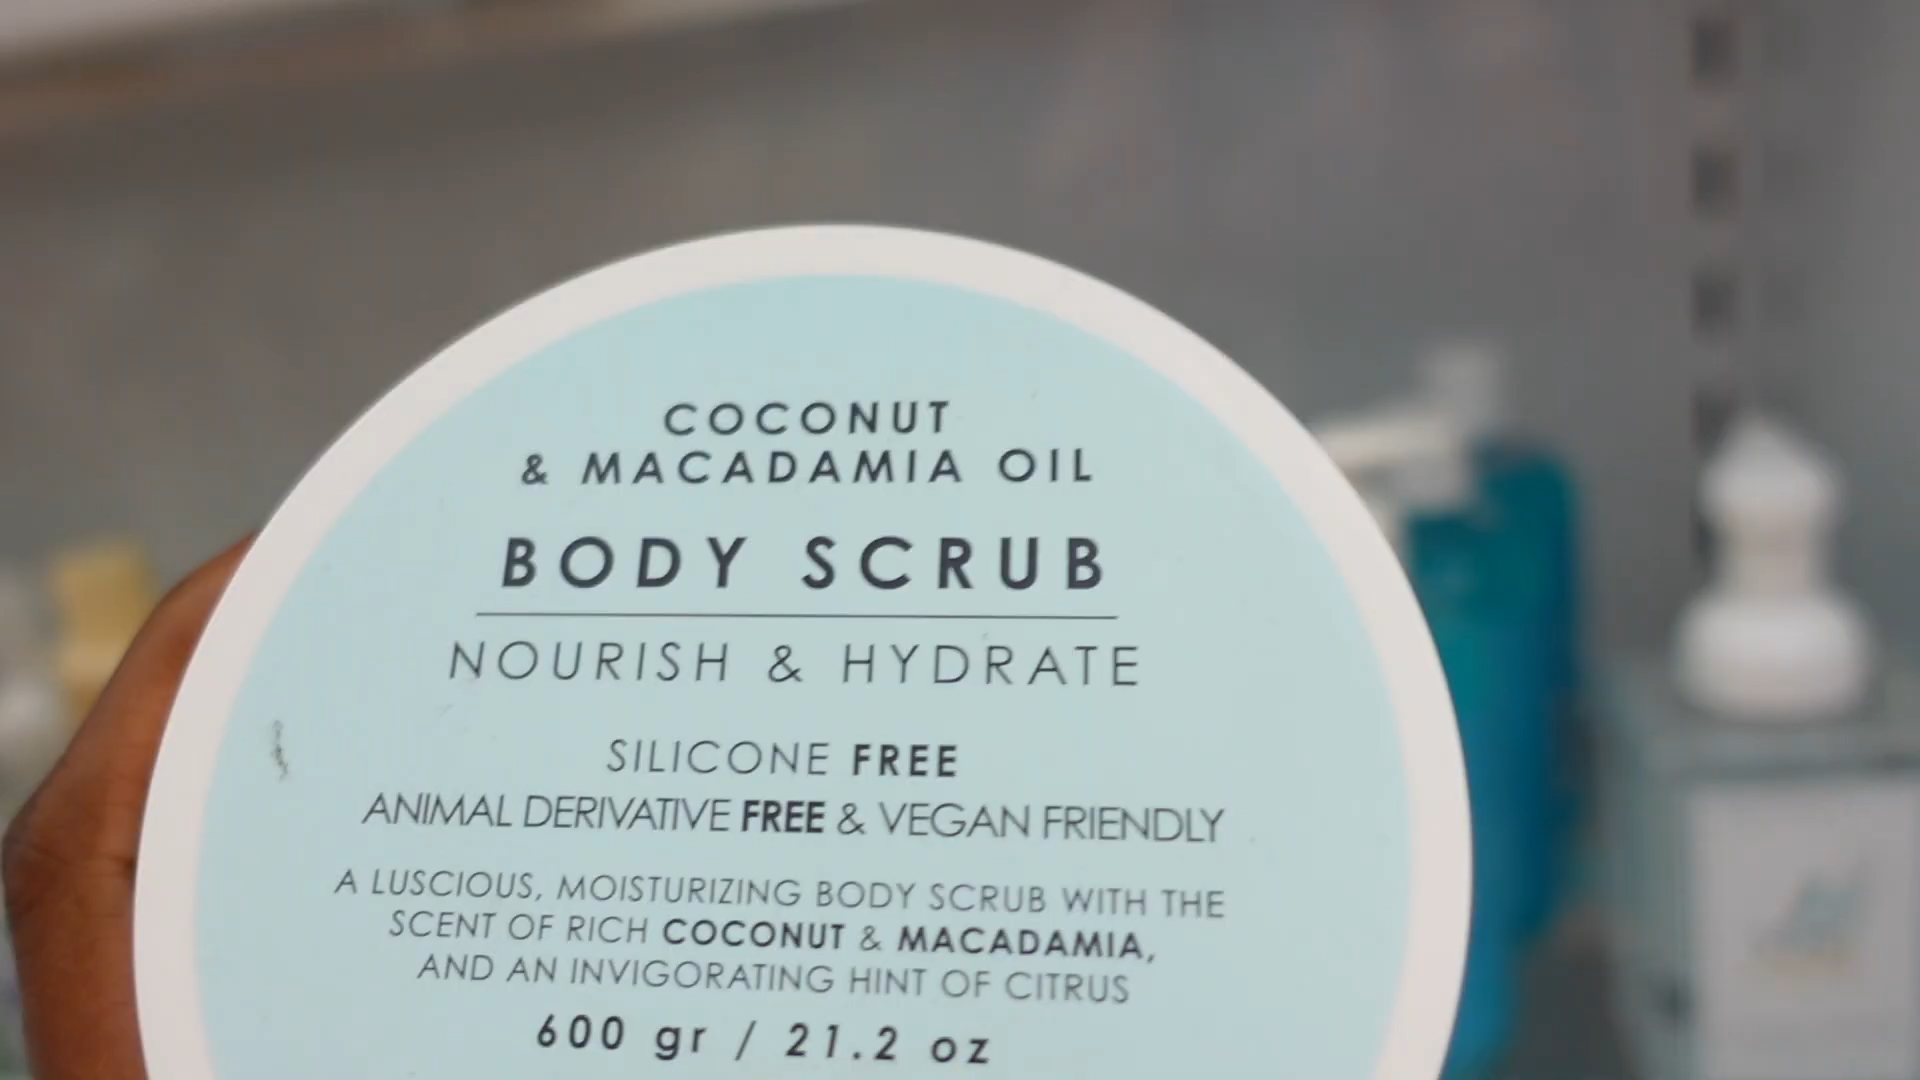 COCONUT
& MACADAMIA OIL
BODY SCRUB
NOURISH & HYDRATE
SILICONE FREE
ANIMAL DERIVATIVE FREE & VEGAN FRIENDLY
A LUSCIOUS, MOISTURIZING BODY SCRUB WITH THE
SCENT OF RICH COCONUT & MACADAMIA,
AND AN INVIGORATING HINT OF CITRUS
600 gr / 21.2 oz